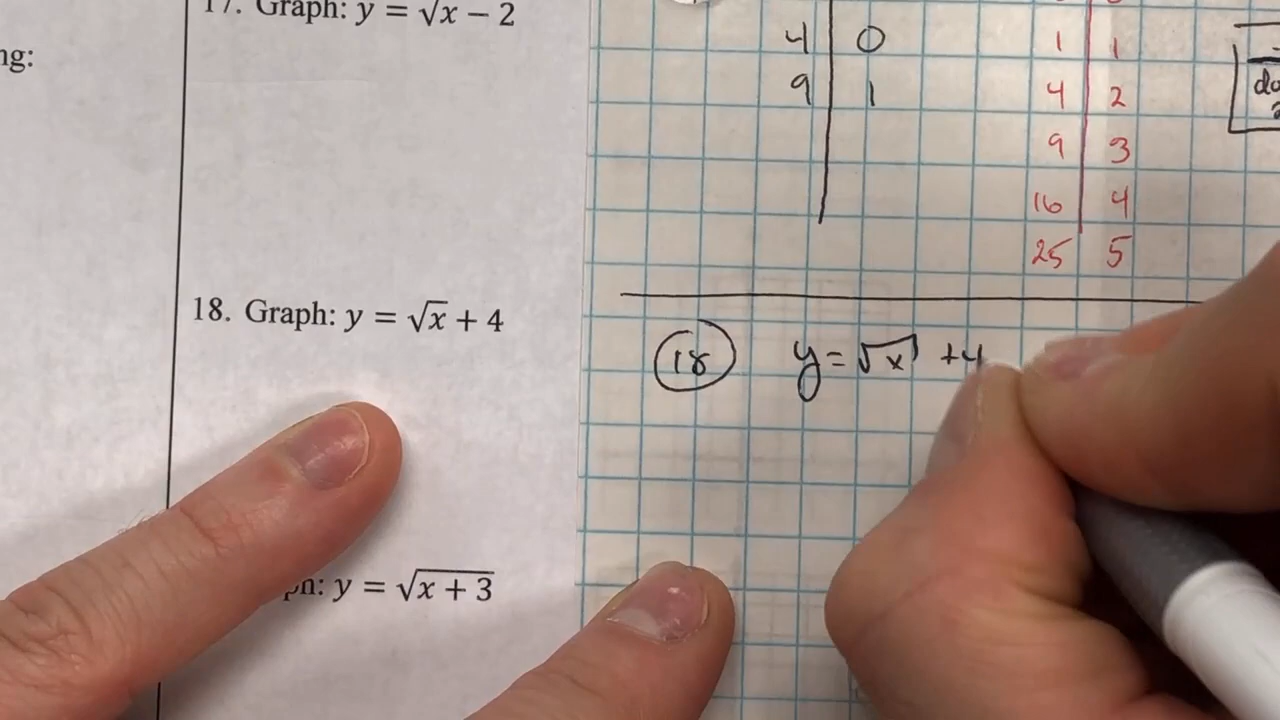 17. Graph: y = √x − 2
ng:
18. Graph: y = √x + 4
ph: y = √x + 3
4 0
9 1
1 1
4 2
9 3
16 4
25 5
18 y = √x +4